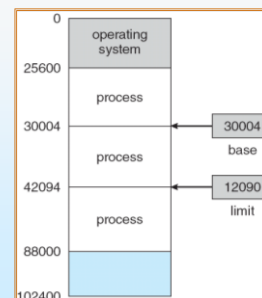 0
operating
system
25600
process
30004
30004
base
process
42094
12090
limit
process
88000
102400